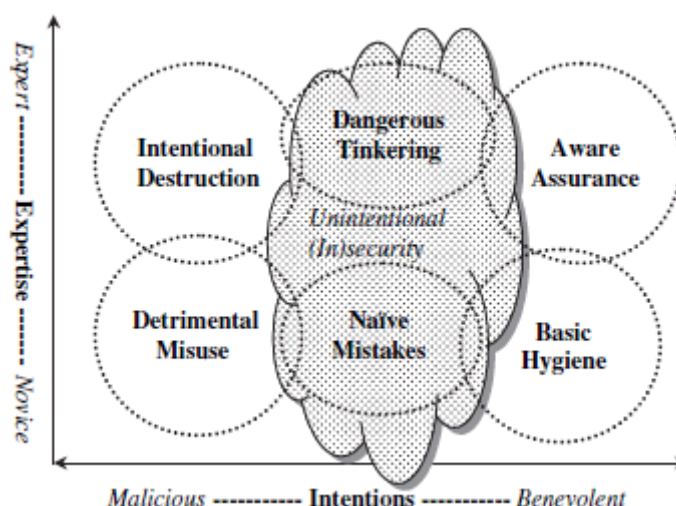 Expert ---------- Expertise ------- Novice
Intentional
Destruction
Dangerous
Tinkering
Aware
Assurance
Unintentional
(In)security
Detrimental
Misuse
Naïve
Mistakes
Basic
Hygiene
Malicious ----------- Intentions ----------- Benevolent